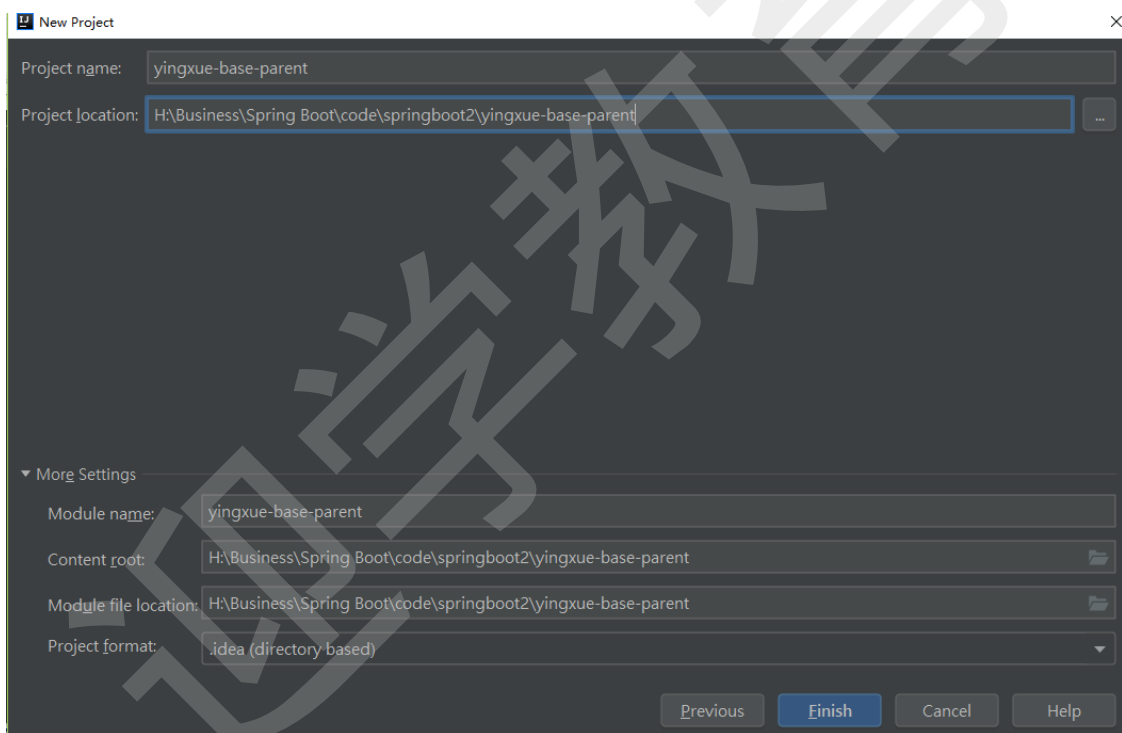 New Project
Project name: yingxue-base-parent
Project location: H:\Business\Spring Boot\code\springboot2\yingxue-base-parent ...
More Settings
Module name: yingxue-base-parent
Content root: H:\Business\Spring Boot\code\springboot2\yingxue-base-parent
Module file location: H:\Business\Spring Boot\code\springboot2\yingxue-base-parent
Project format: .idea (directory based)
Previous Finish Cancel Help
迎学教育